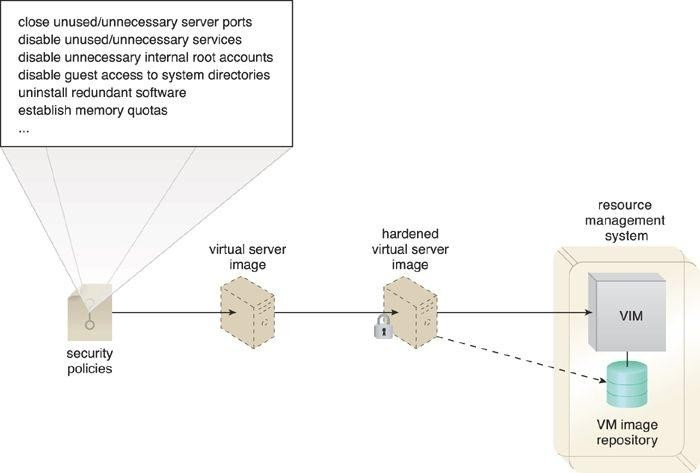 close unused/unnecessary server ports
disable unused/unnecessary services
disable unnecessary internal root accounts
disable guest access to system directories
uninstall redundant software
establish memory quotas
...
resource
management
system
hardened
virtual server
image
virtual server
image
VIM
security
policies
VM image
repository